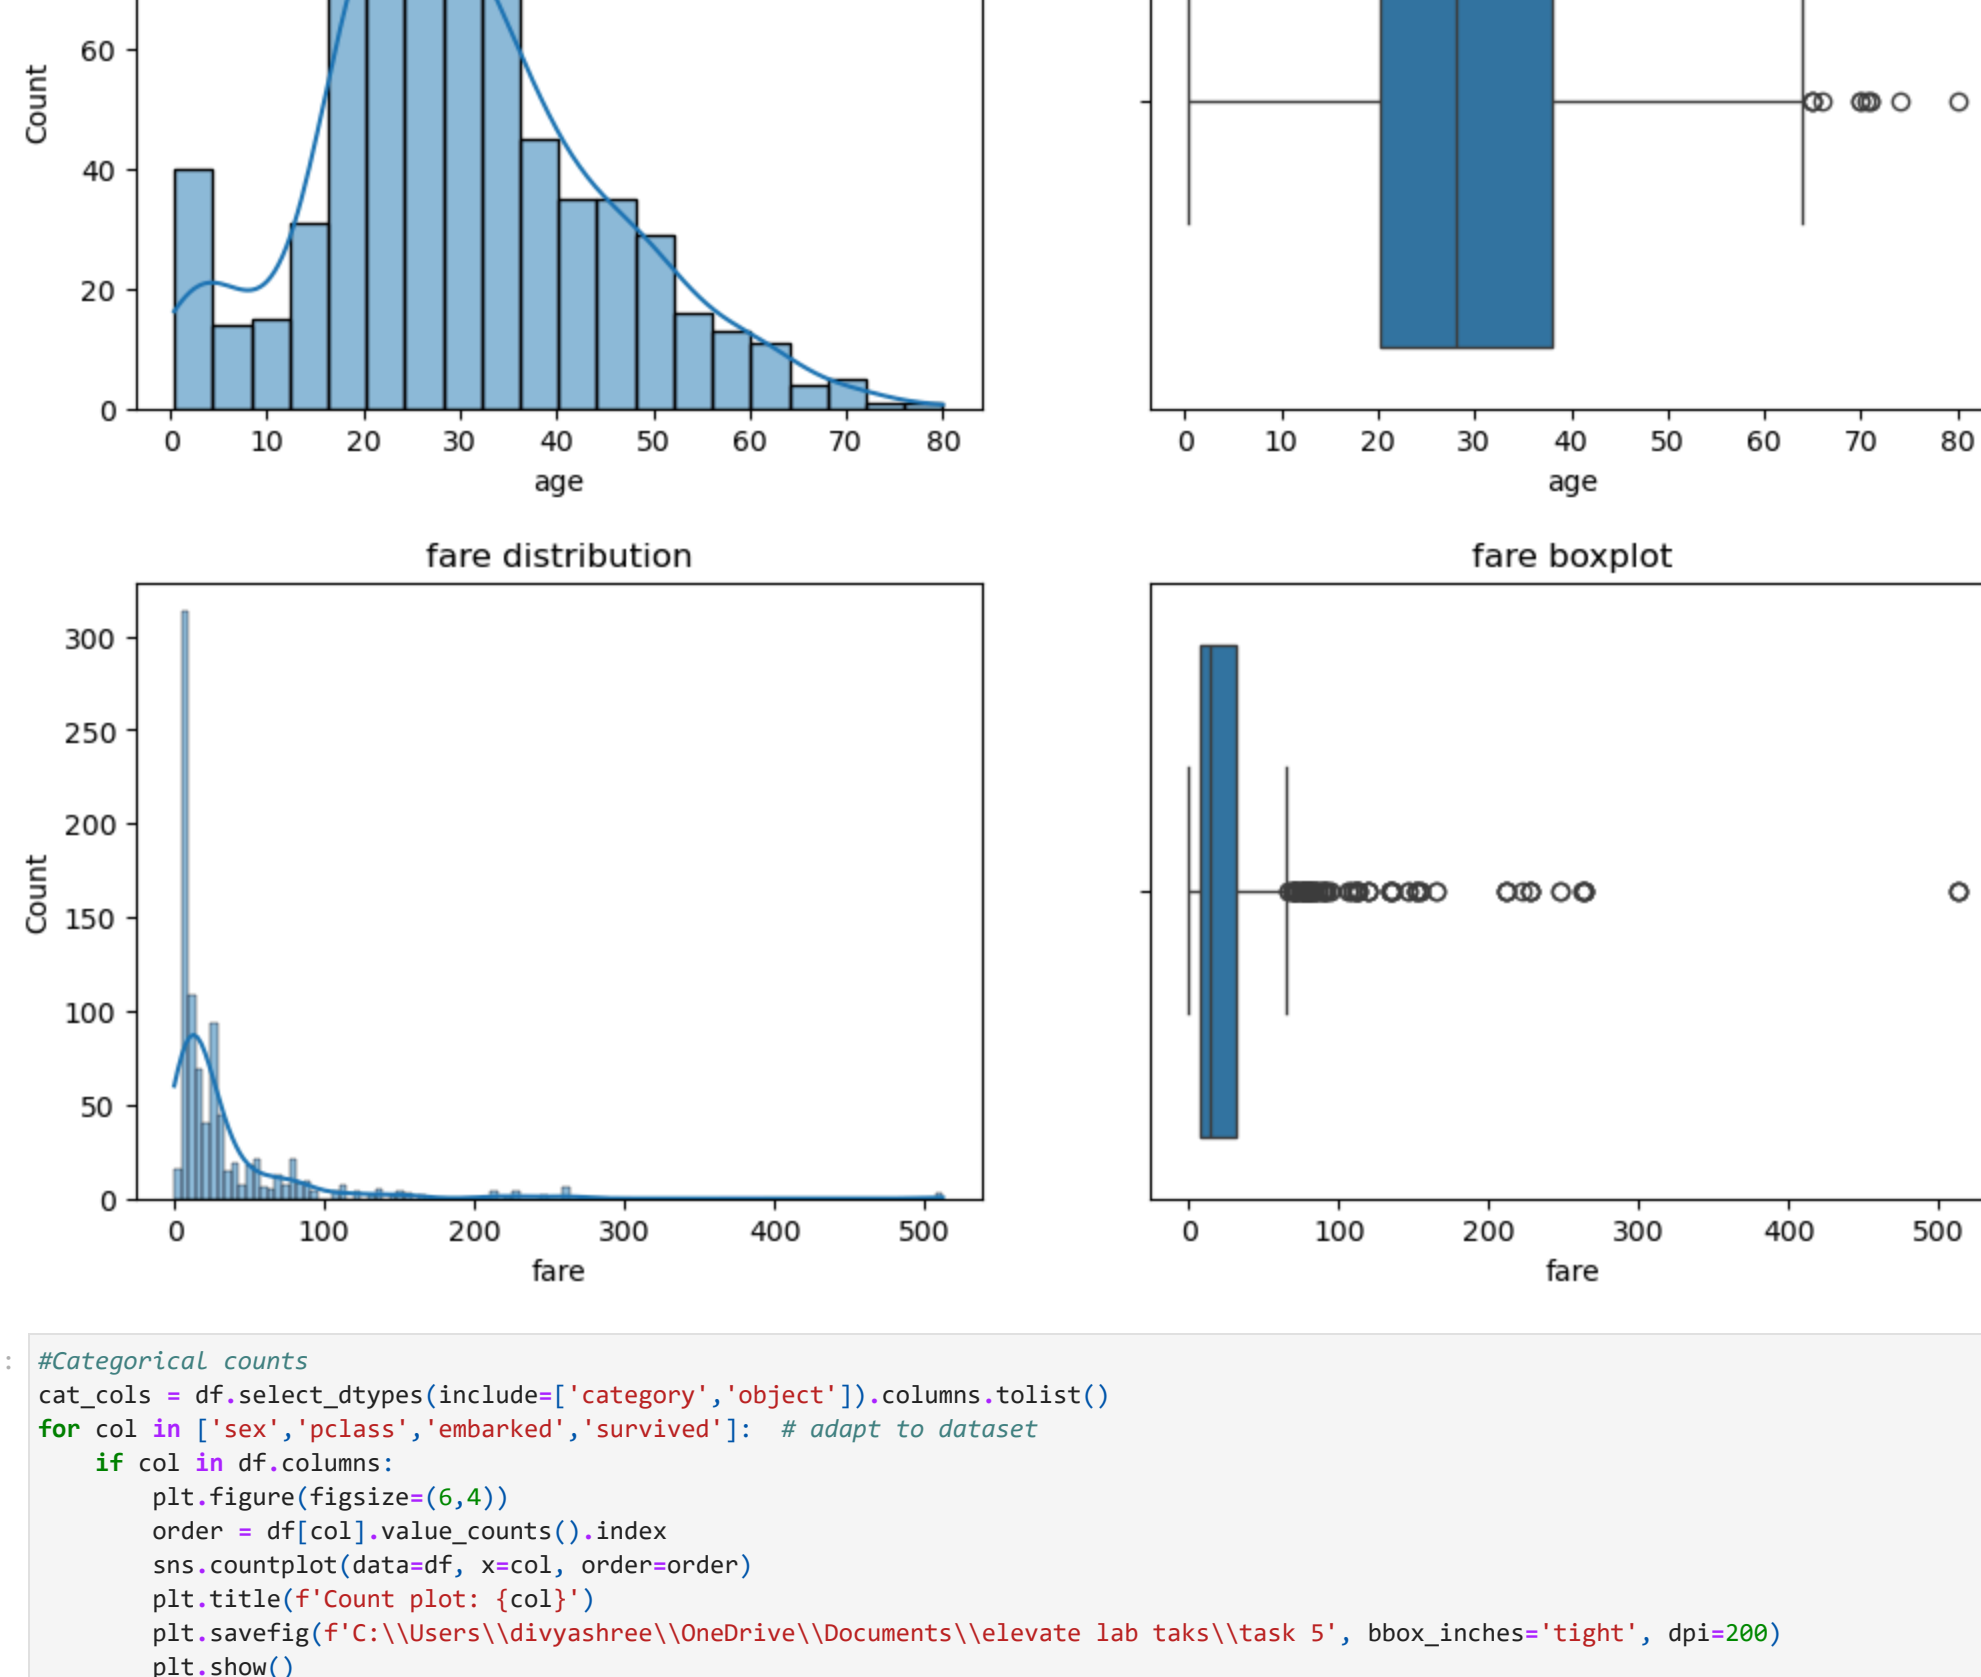 60
Count
40
20
0
0 10 20 30 40 50 60 70 80
age
0 10 20 30 40 50 60 70 80
age
fare distribution
300
250
200
Count
150
100
50
0
0 100 200 300 400 500
fare
fare boxplot
0 100 200 300 400 500
fare
: #Categorical counts
cat_cols = df.select_dtypes(include=['category','object']).columns.tolist()
for col in ['sex','pclass','embarked','survived']:  # adapt to dataset
    if col in df.columns:
        plt.figure(figsize=(6,4))
        order = df[col].value_counts().index
        sns.countplot(data=df, x=col, order=order)
        plt.title(f'Count plot: {col}')
        plt.savefig(f'C:\\Users\\divyashree\\OneDrive\\Documents\\elevate lab taks\\task 5', bbox_inches='tight', dpi=200)
        plt.show()